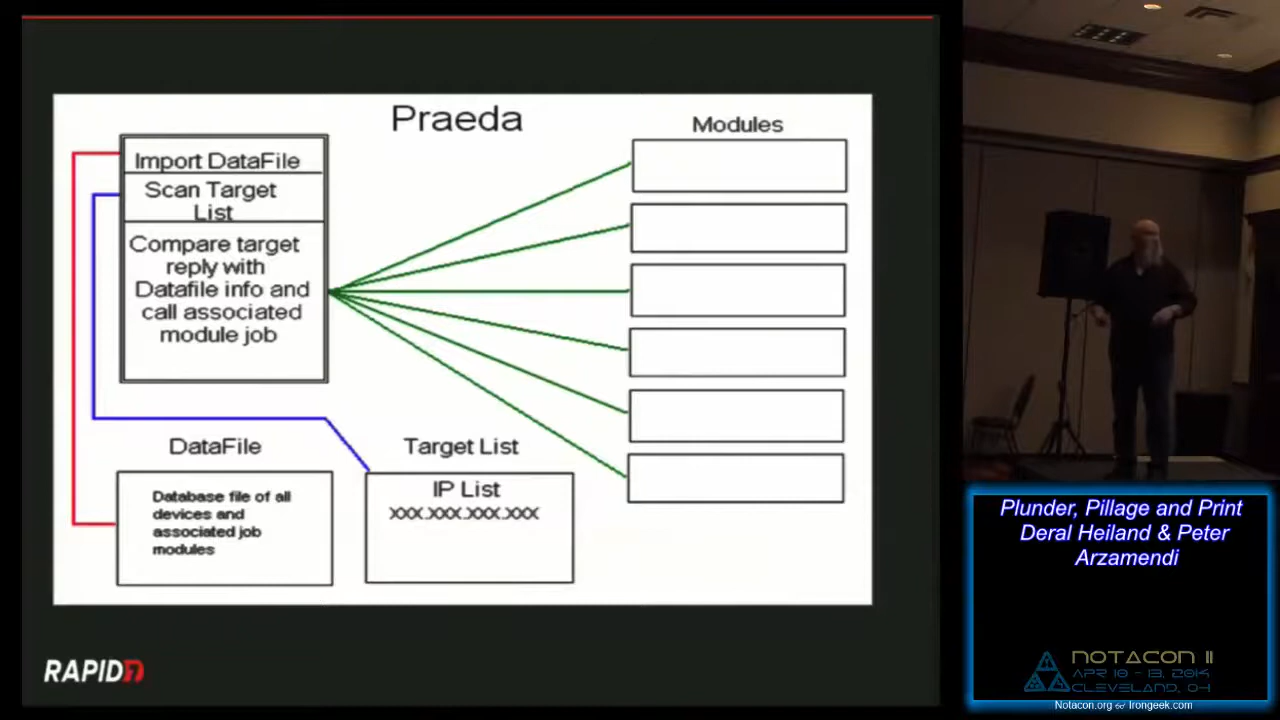 Praeda
Modules
Import DataFile
Scan Target
List
Compare target
reply with
Datafile info and
call associated
module job
DataFile
Target List
Database file of all
devices and
associated job
modules
IP List
XXX.XXX.XXX.XXX
RAPID7
Plunder, Pillage and Print
Deral Heiland & Peter
Arzamendi
NOTACON 11
APR 10 - 13, 2014
CLEVELAND, OH
Notacon.org & Irongeek.com